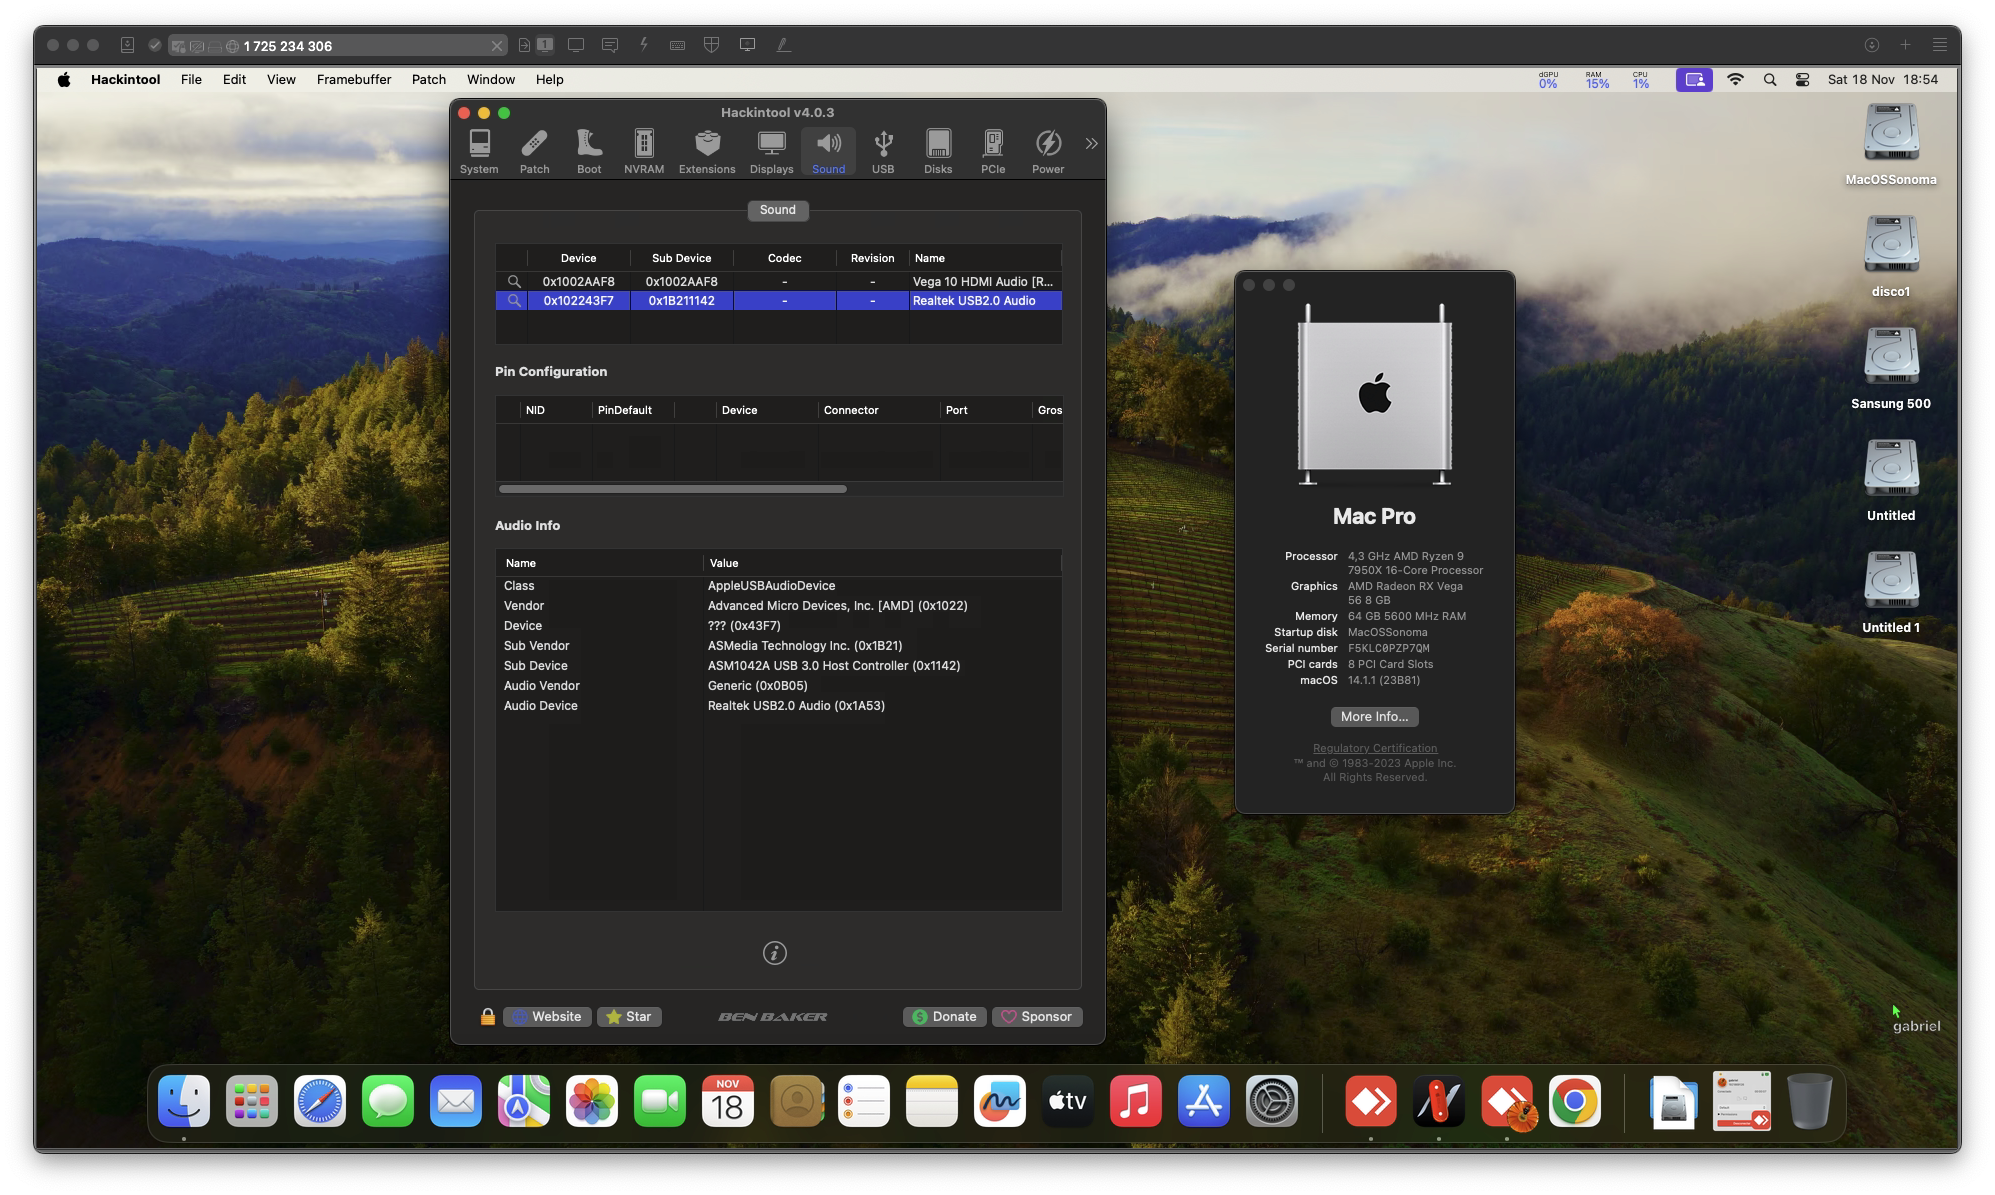 1 725 234 306
1
Hackintool File Edit View Framebuffer Patch Window Help
dGPU 0% RAM 15% CPU 1% Sat 18 Nov 18:54
Hackintool v4.0.3
System Patch Boot NVRAM Extensions Displays Sound USB Disks PCIe Power
Sound
Device Sub Device Codec Revision Name
0x1002AAF8 0x1002AAF8 - - Vega 10 HDMI Audio [R...
0x102243F7 0x1B211142 - - Realtek USB2.0 Audio
Pin Configuration
NID PinDefault Device Connector Port Gros
Audio Info
Name Value
Class AppleUSBAudioDevice
Vendor Advanced Micro Devices, Inc. [AMD] (0x1022)
Device ??? (0x43F7)
Sub Vendor ASMedia Technology Inc. (0x1B21)
Sub Device ASM1042A USB 3.0 Host Controller (0x1142)
Audio Vendor Generic (0x0B05)
Audio Device Realtek USB2.0 Audio (0x1A53)
Website Star BEN BAKER Donate Sponsor
Mac Pro
Processor 4,3 GHz AMD Ryzen 9
7950X 16-Core Processor
Graphics AMD Radeon RX Vega
56 8 GB
Memory 64 GB 5600 MHz RAM
Startup disk MacOSSonoma
Serial number F5KLC0PZP7QM
PCI cards 8 PCI Card Slots
macOS 14.1.1 (23B81)
More Info...
Regulatory Certification
™ and © 1983-2023 Apple Inc.
All Rights Reserved.
MacOSSonoma
disco1
Sansung 500
Untitled
Untitled 1
gabriel
NOV
18
tv